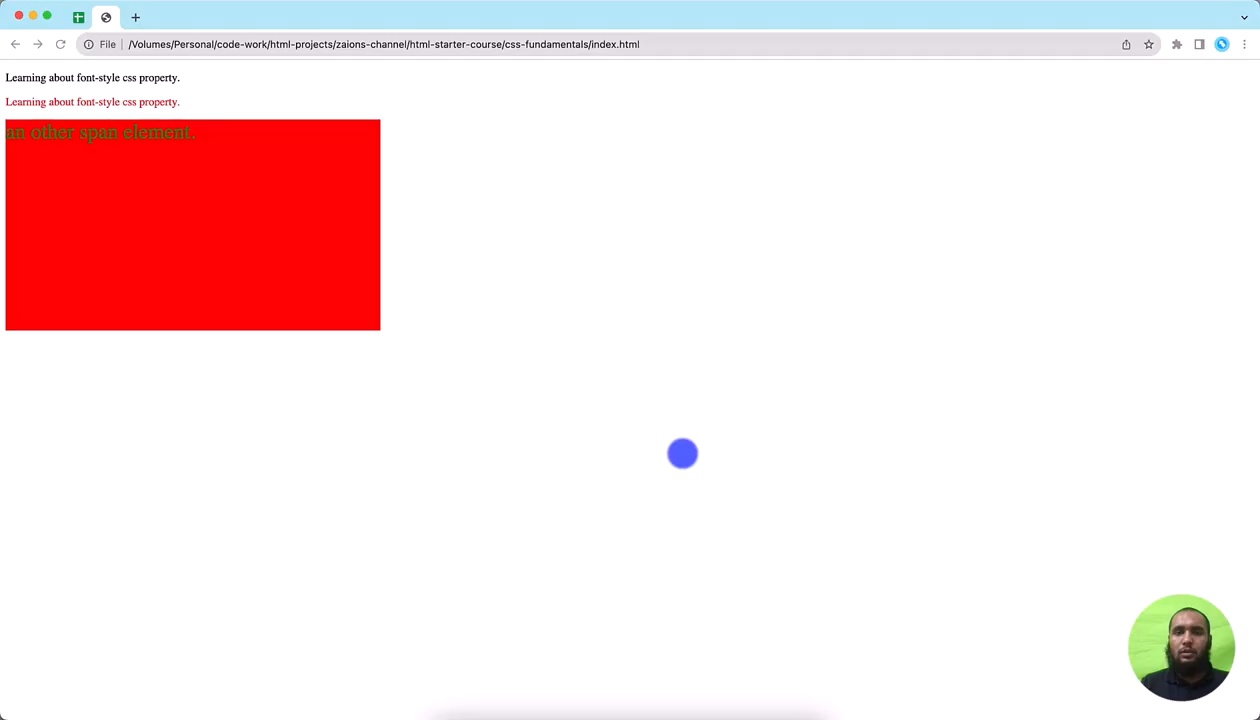 File
/Volumes/Personal/code-work/html-projects/zaions-channel/html-starter-course/css-fundamentals/index.html
Learning about font-style css property.
Learning about font-style css property.
an other span element.